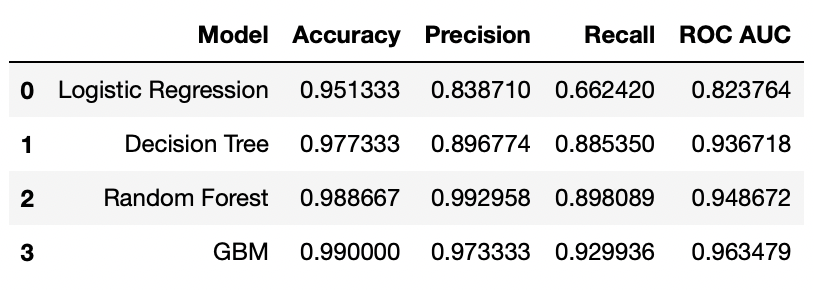 Model Accuracy Precision Recall ROC AUC
0 Logistic Regression 0.951333 0.838710 0.662420 0.823764
1 Decision Tree 0.977333 0.896774 0.885350 0.936718
2 Random Forest 0.988667 0.992958 0.898089 0.948672
3 GBM 0.990000 0.973333 0.929936 0.963479